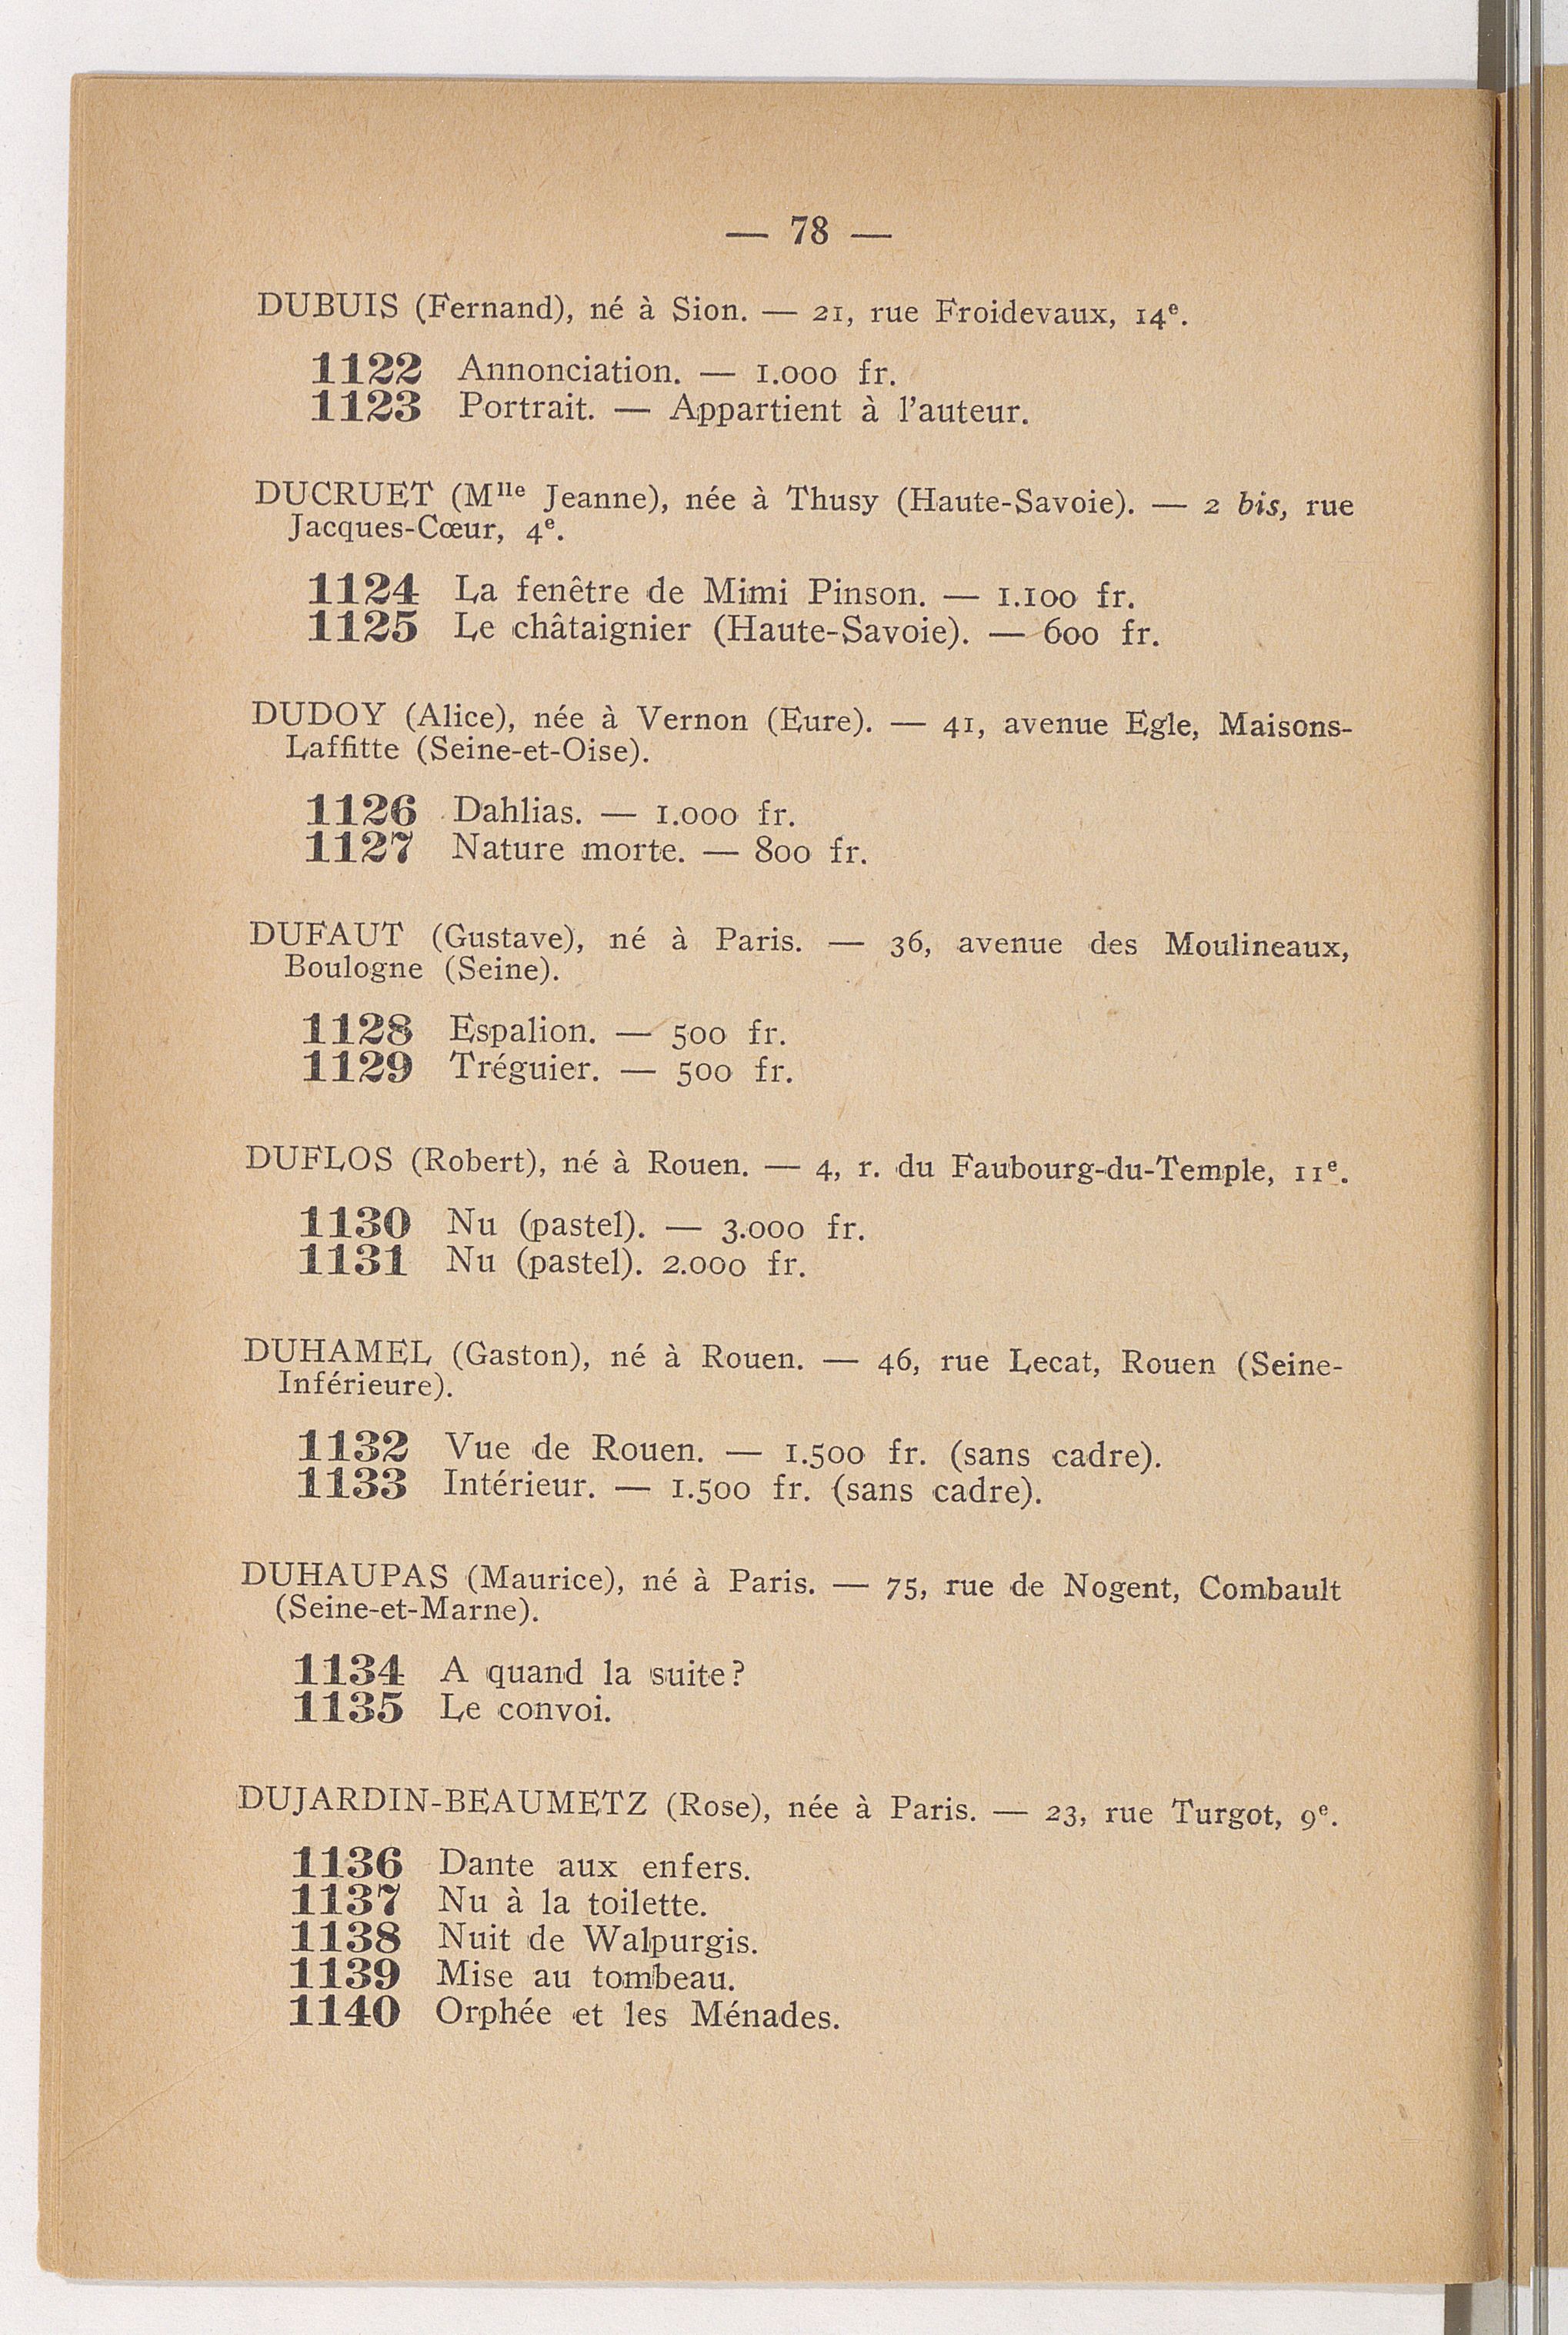 — 78 —
DUBUIS (Fernand), né à Sion. — 21, rue Froidevaux, 14e.
1122 Annonciation. — 1.000 fr.
1123 Portrait. — Appartient à l'auteur.
DUCRUET (Mlle Jeanne), née à Thusy (Haute-Savoie). — 2 bis, rue
Jacques-Cœur, 4e.
1124 La fenêtre de Mimi Pinson. — 1.100 fr.
1125 Le châtaignier (Haute-Savoie). — 600 fr.
DUDOY (Alice), née à Vernon (Eure). — 41, avenue Egle, Maisons-
Laffitte (Seine-et-Oise).
1126 Dahlias. — 1.000 fr.
1127 Nature morte. — 800 fr.
DUFAUT (Gustave), né à Paris. — 36, avenue des Moulineaux,
Boulogne (Seine).
1128 Espalion. — 500 fr.
1129 Tréguier. — 500 fr.
DUFLOS (Robert), né à Rouen. — 4, r. du Faubourg-du-Temple, 11e.
1130 Nu (pastel). — 3.000 fr.
1131 Nu (pastel). 2.000 fr.
DUHAMEL (Gaston), né à Rouen. — 46, rue Lecat, Rouen (Seine-
Inférieure).
1132 Vue de Rouen. — 1.500 fr. (sans cadre).
1133 Intérieur. — 1.500 fr. (sans cadre).
DUHAUPAS (Maurice), né à Paris. — 75, rue de Nogent, Combault
(Seine-et-Marne).
1134 A quand la suite?
1135 Le convoi.
DUJARDIN-BEAUMETZ (Rose), née à Paris. — 23, rue Turgot, 9e.
1136 Dante aux enfers.
1137 Nu à la toilette.
1138 Nuit de Walpurgis.
1139 Mise au tombeau.
1140 Orphée et les Ménades.